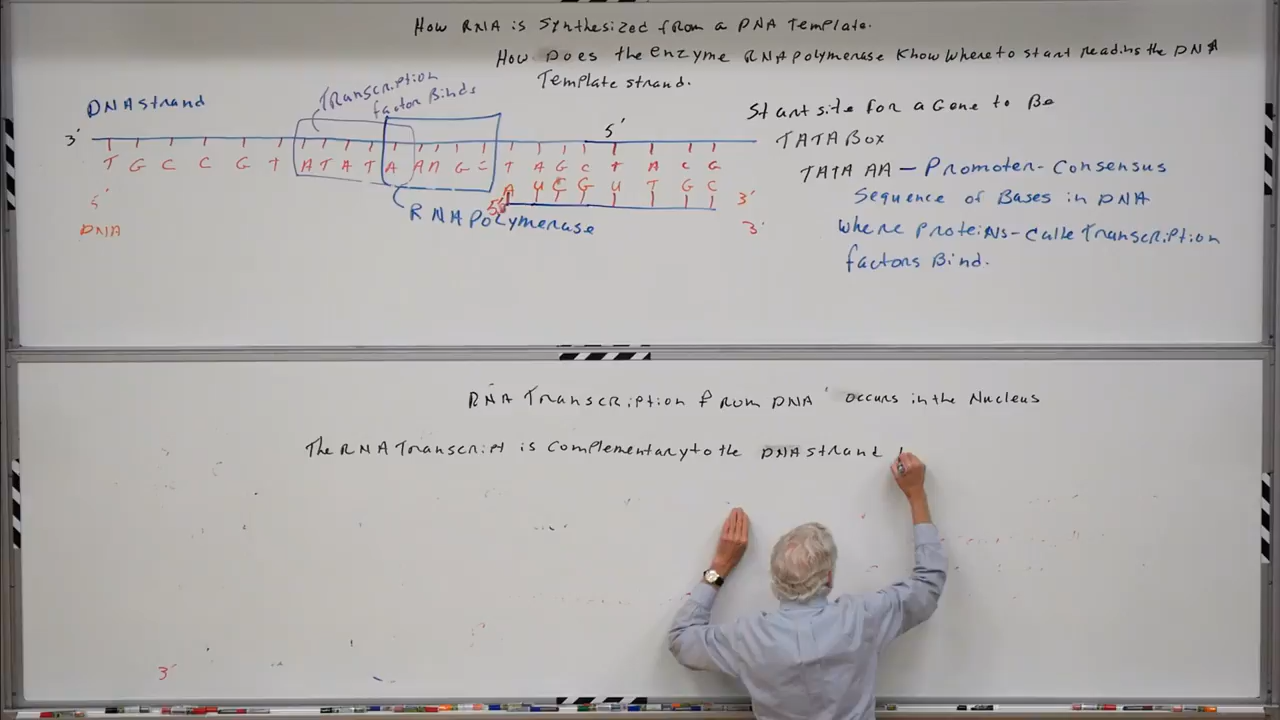 How RNA is Synthesized from a DNA Template.
How Does the enzyme RNA polymerase Know where to start reading the DNA
Template strand.
Transcription
factor Binds
DNA strand
3' 5'
T G C C G T A T A T A A G T A G C T A C G
A U C G U T G C 3'
5'
5' 3'
DNA
RNA Polymerase
Start site for a Gene to Be
TATA Box
TATA AA - Promoter - Consensus
Sequence of Bases in DNA
where Proteins - Calle Transcription
factors Bind.
RNA Transcription from DNA occurs in the Nucleus
The RNA Transcript is complementary to the DNA strand
3'